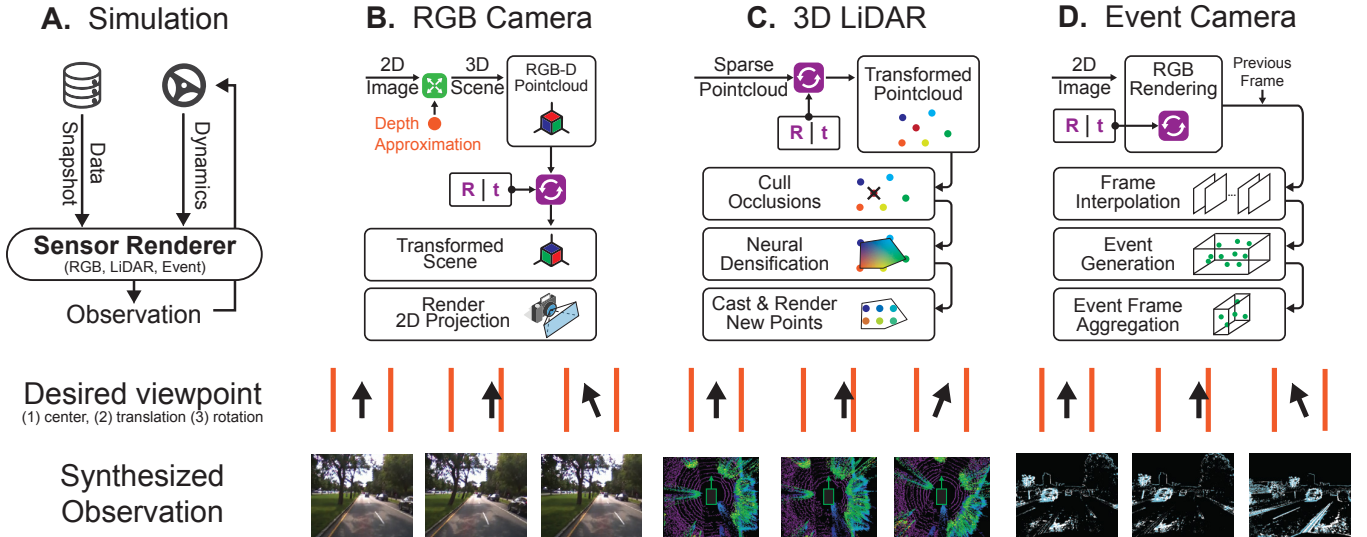 A. Simulation
Data
Snapshot
Dynamics
Sensor Renderer
(RGB, LiDAR, Event)
Observation
B. RGB Camera
2D
Image
3D
Scene
Depth
Approximation
RGB-D
Pointcloud
R | t
Transformed
Scene
Render
2D Projection
C. 3D LiDAR
Sparse
Pointcloud
R | t
Transformed
Pointcloud
Cull
Occlusions
Neural
Densification
Cast & Render
New Points
D. Event Camera
2D
Image
RGB
Rendering
Previous
Frame
R | t
Frame
Interpolation
...
Event
Generation
Event Frame
Aggregation
Desired viewpoint
(1) center, (2) translation (3) rotation
Synthesized
Observation